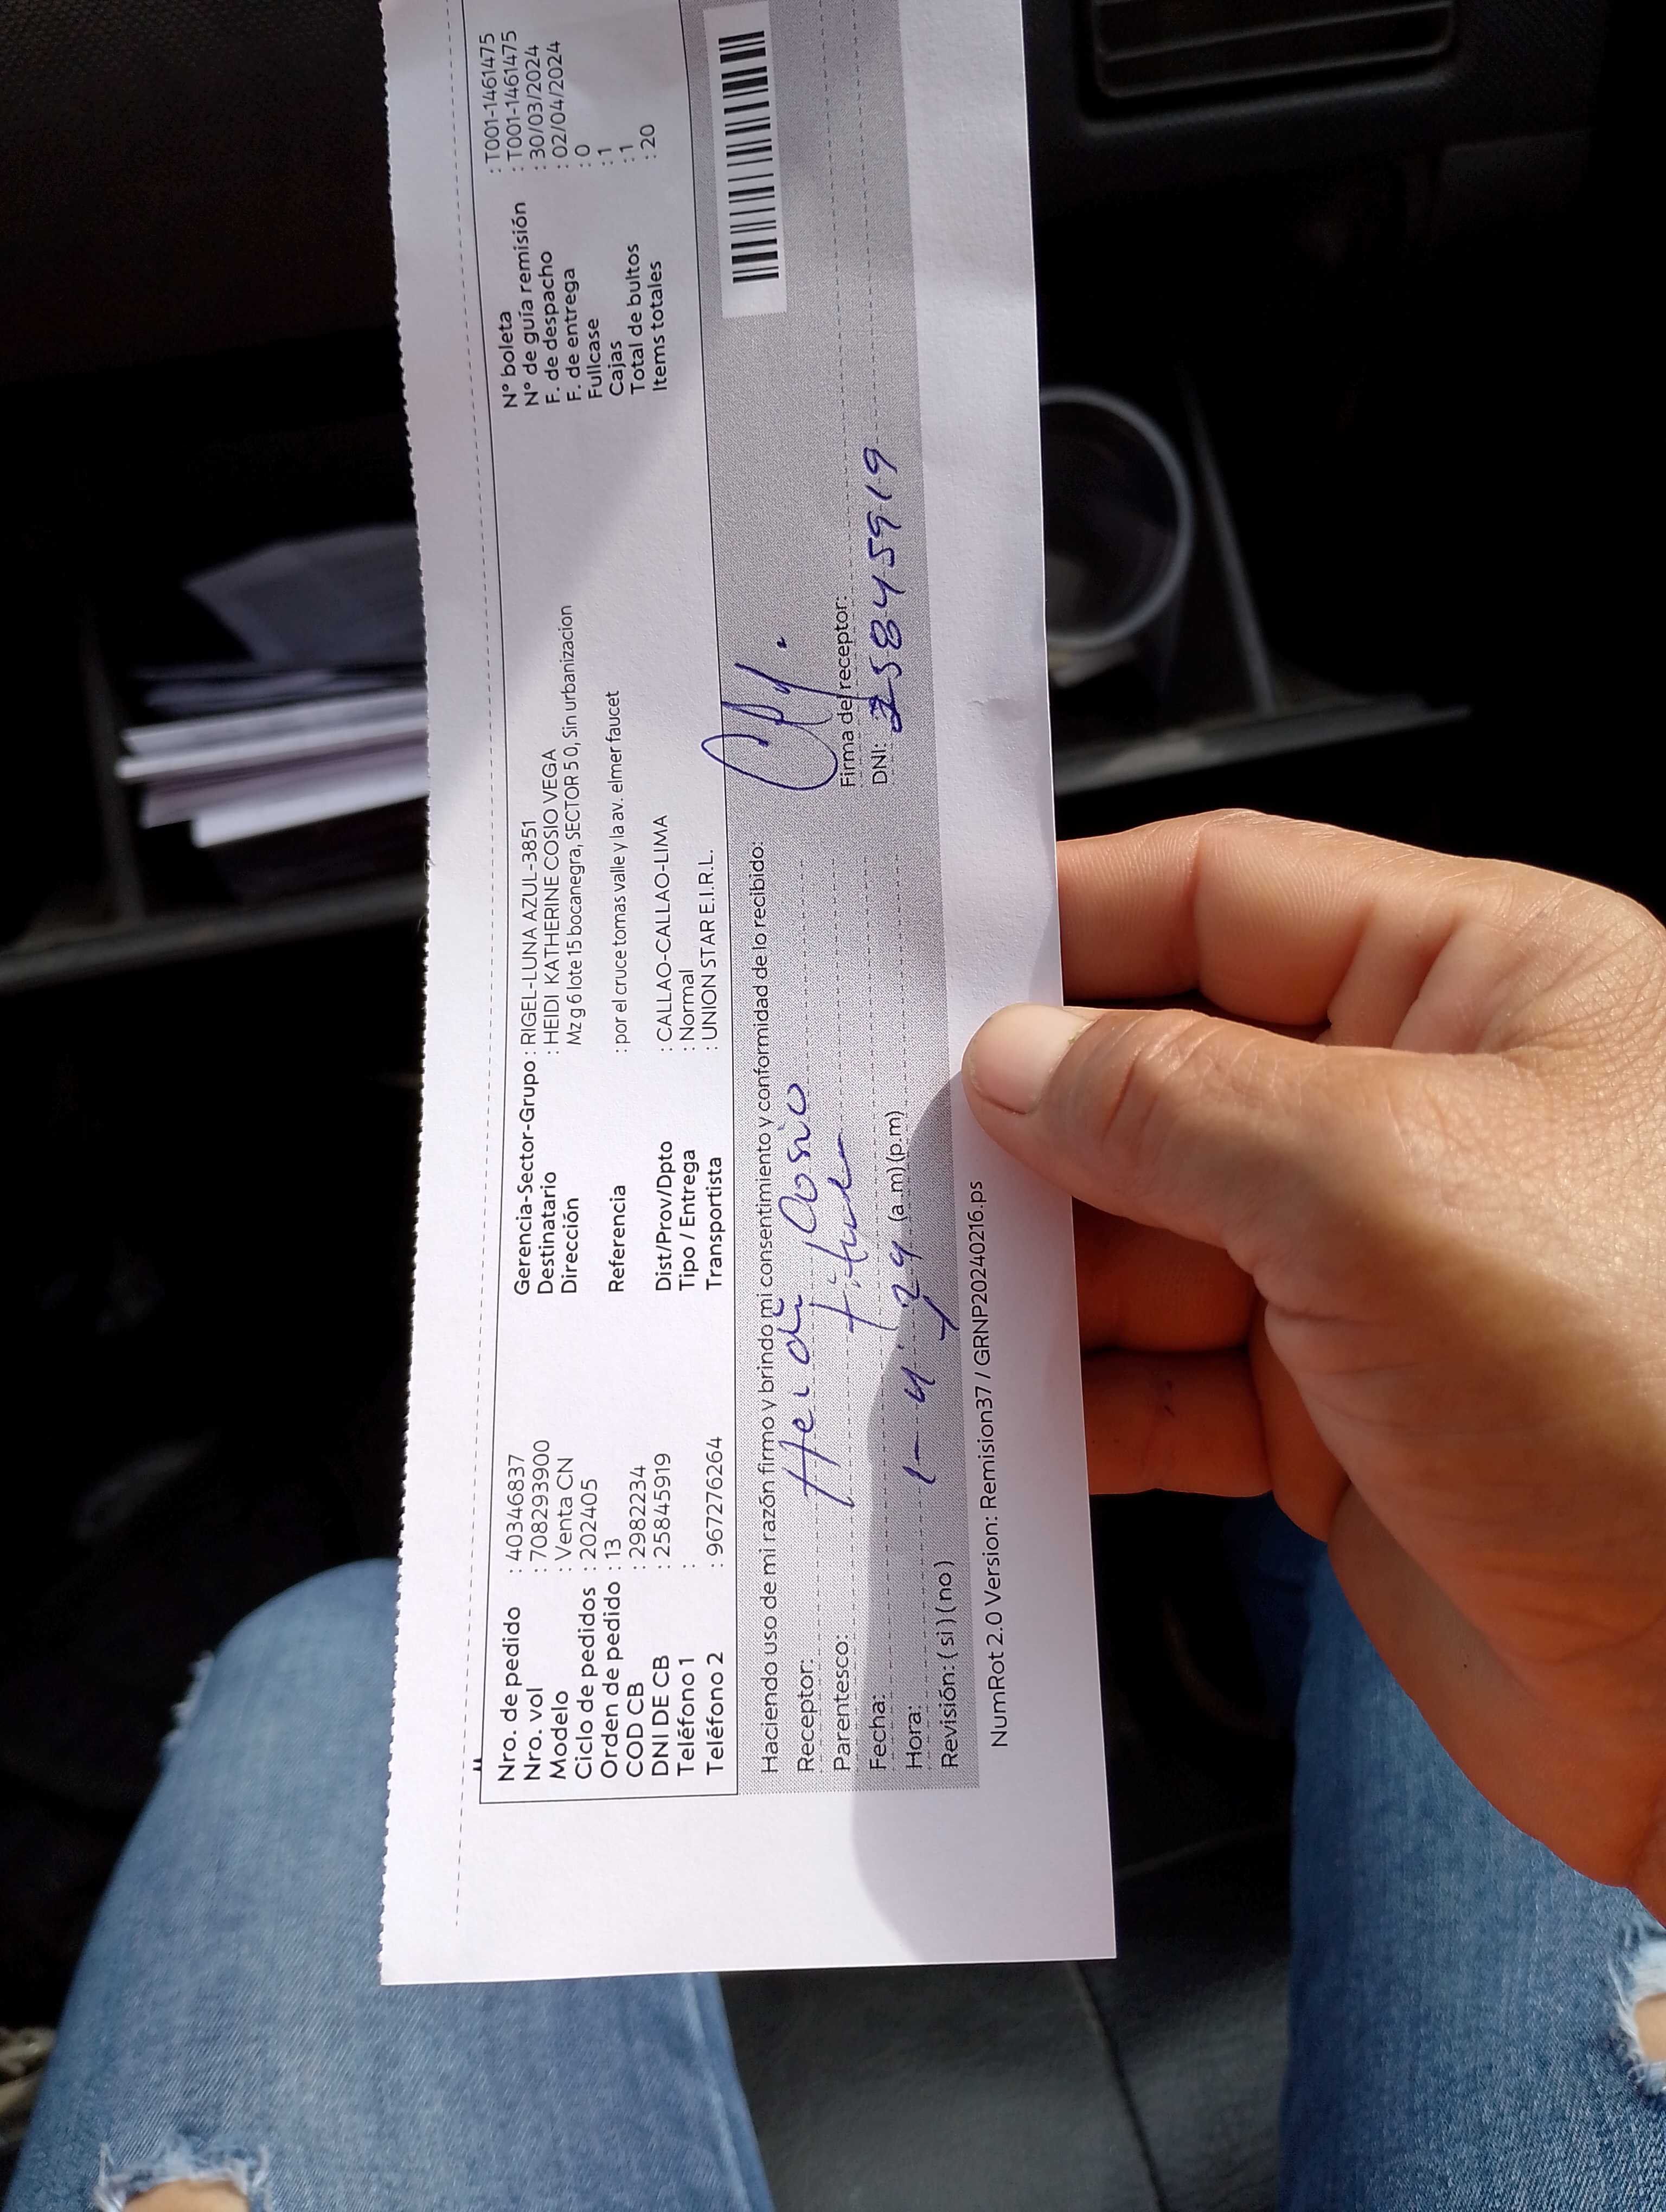 Nro. de pedido : 40346837
Nro. vol : 708293900
Modelo : Venta CN
Ciclo de pedidos : 202405
Orden de pedido : 13
COD CB : 2982234
DNI DE CB : 25845919
Teléfono 1 :
Teléfono 2 : 967276264
Gerencia-Sector-Grupo : RIGEL-LUNA AZUL-3851
Destinatario : HEIDI KATHERINE COSIO VEGA
Dirección Mz g 6 lote 15 bocanegra, SECTOR 5 0, Sin urbanizacion
Referencia : por el cruce tomas valle y la av. elmer faucet
Dist/Prov/Dpto : CALLAO-CALLAO-LIMA
Tipo / Entrega : Normal
Transportista : UNION STAR E.I.R.L.
N° boleta : T001-1461475
N° de guía remisión : T001-1461475
F. de despacho : 30/03/2024
F. de entrega : 02/04/2024
Fullcase : 0
Cajas : 1
Total de bultos : 1
Items totales : 20
Haciendo uso de mi razón firmo y brindo mi consentimiento y conformidad de lo recibido:
Receptor: Heidi Cosio
Parentesco:
Fecha: 1-4-24
Hora: (a.m) (p.m)
Revisión: ( si ) ( no )
Firma del receptor:
DNI: 25845919
NumRot 2.0 Version: Remision37 / GRNP20240216.ps